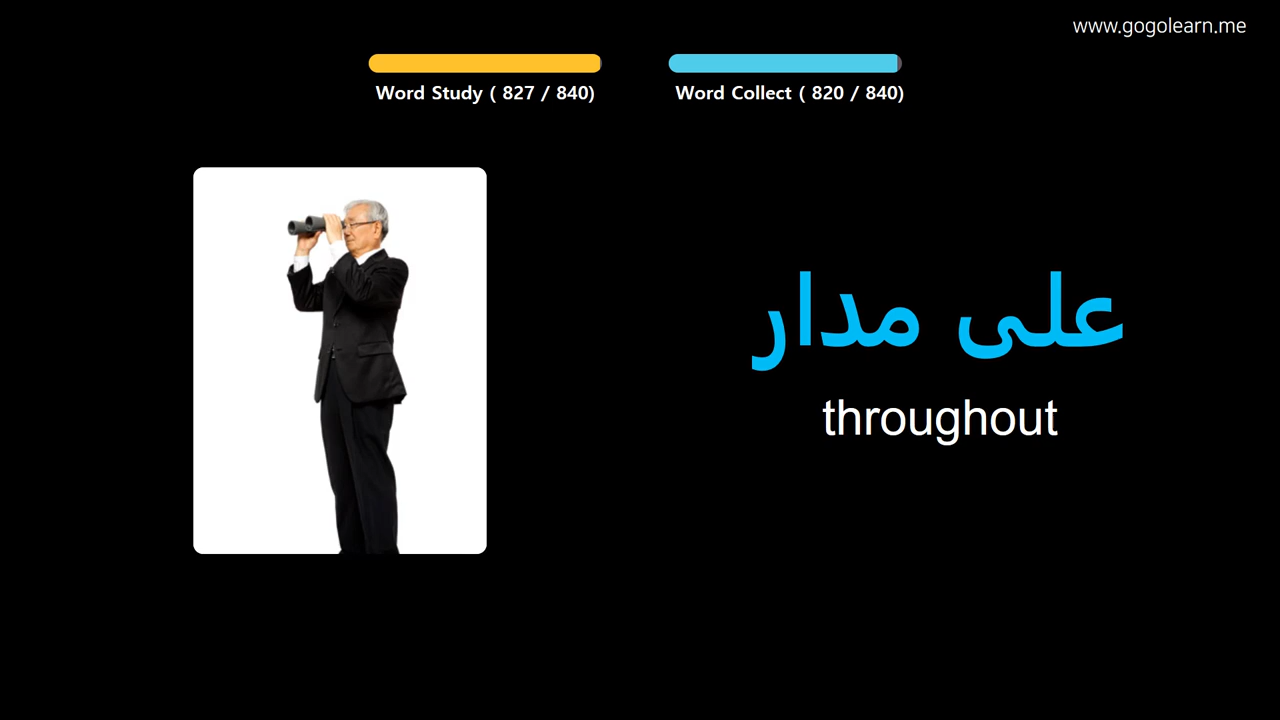 www.gogolearn.me
Word Study ( 827 / 840)
Word Collect ( 820 / 840)
على مدار
throughout